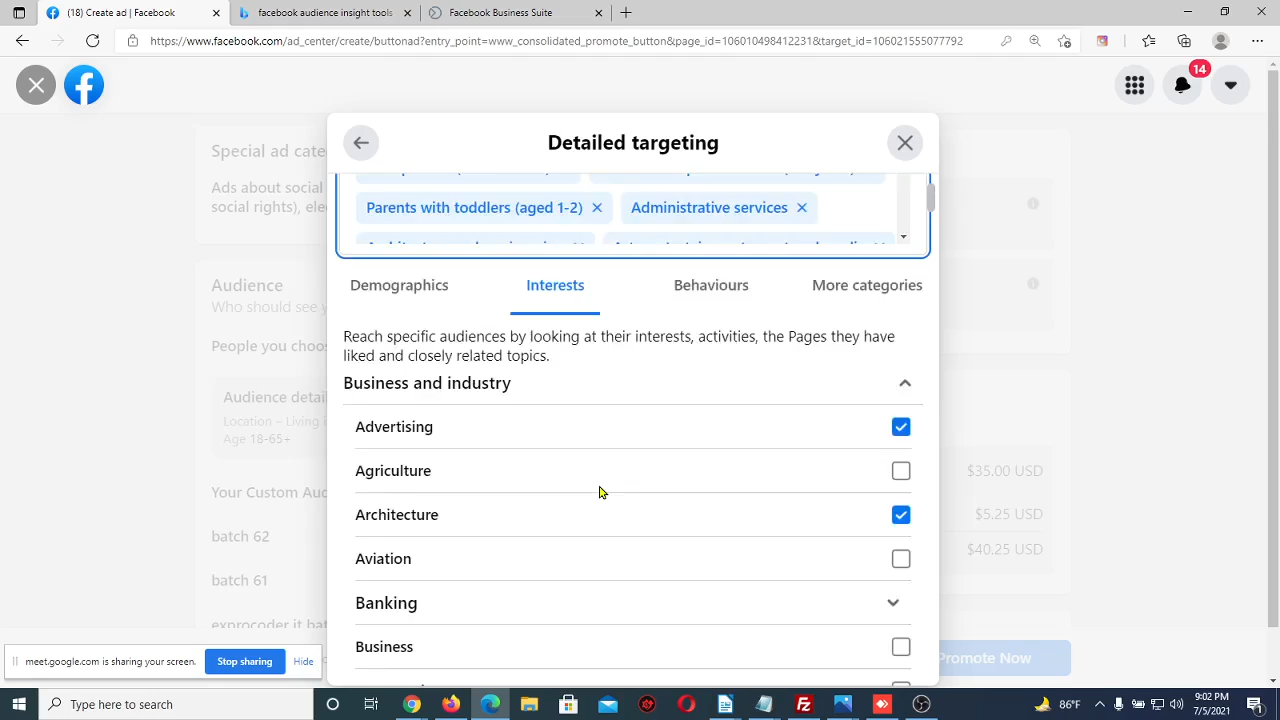 (18) Create ad | Facebook
facebook audience insight tools
Facebook Business Suite
https://www.facebook.com/ad_center/create/buttonad?entry_point=www_consolidated_promote_button&page_id=106010498412231&target_id=106021555077792
14
Detailed targeting
Special ad cate
Ads about social
social rights), ele
Parents with toddlers (aged 1-2)
Administrative services
Audience
Who should see y
People you choos
Audience detail
Location – Living i
Age 18-65+
Your Custom Aud
batch 62
batch 61
exprocoder it bat
Demographics
Interests
Behaviours
More categories
Reach specific audiences by looking at their interests, activities, the Pages they have
liked and closely related topics.
Business and industry
Advertising
Agriculture
Architecture
Aviation
Banking
Business
$35.00 USD
$5.25 USD
$40.25 USD
Promote Now
meet.google.com is sharing your screen.
Stop sharing
Hide
Type here to search
86°F
9:02 PM
7/5/2021